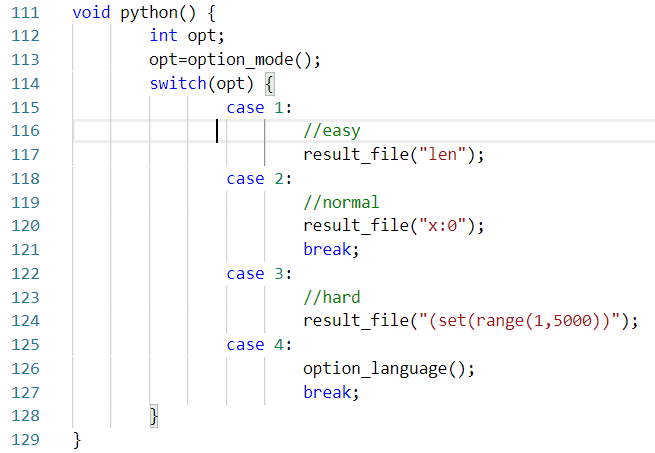 111 void python() {
112 int opt;
113 opt=option_mode();
114 switch(opt) {
115 case 1:
116 //easy
117 result_file("len");
118 case 2:
119 //normal
120 result_file("x:0");
121 break;
122 case 3:
123 //hard
124 result_file("(set(range(1,5000))");
125 case 4:
126 option_language();
127 break;
128 }
129 }